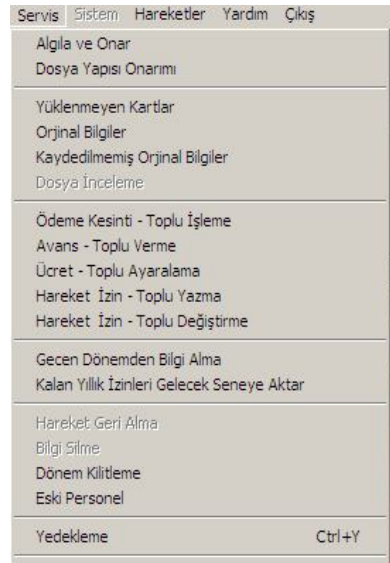 Servis Sistem Hareketler Yardım Çıkış
Algıla ve Onar
Dosya Yapısı Onarımı
Yüklenmeyen Kartlar
Orjinal Bilgiler
Kaydedilmemiş Orjinal Bilgiler
Dosya İnceleme
Ödeme Kesinti - Toplu İşleme
Avans - Toplu Verme
Ücret - Toplu Ayaralama
Hareket İzin - Toplu Yazma
Hareket İzin - Toplu Değiştirme
Gecen Dönemden Bilgi Alma
Kalan Yıllık İzinleri Gelecek Seneye Aktar
Hareket Geri Alma
Bilgi Silme
Dönem Kilitleme
Eski Personel
Yedekleme Ctrl+Y